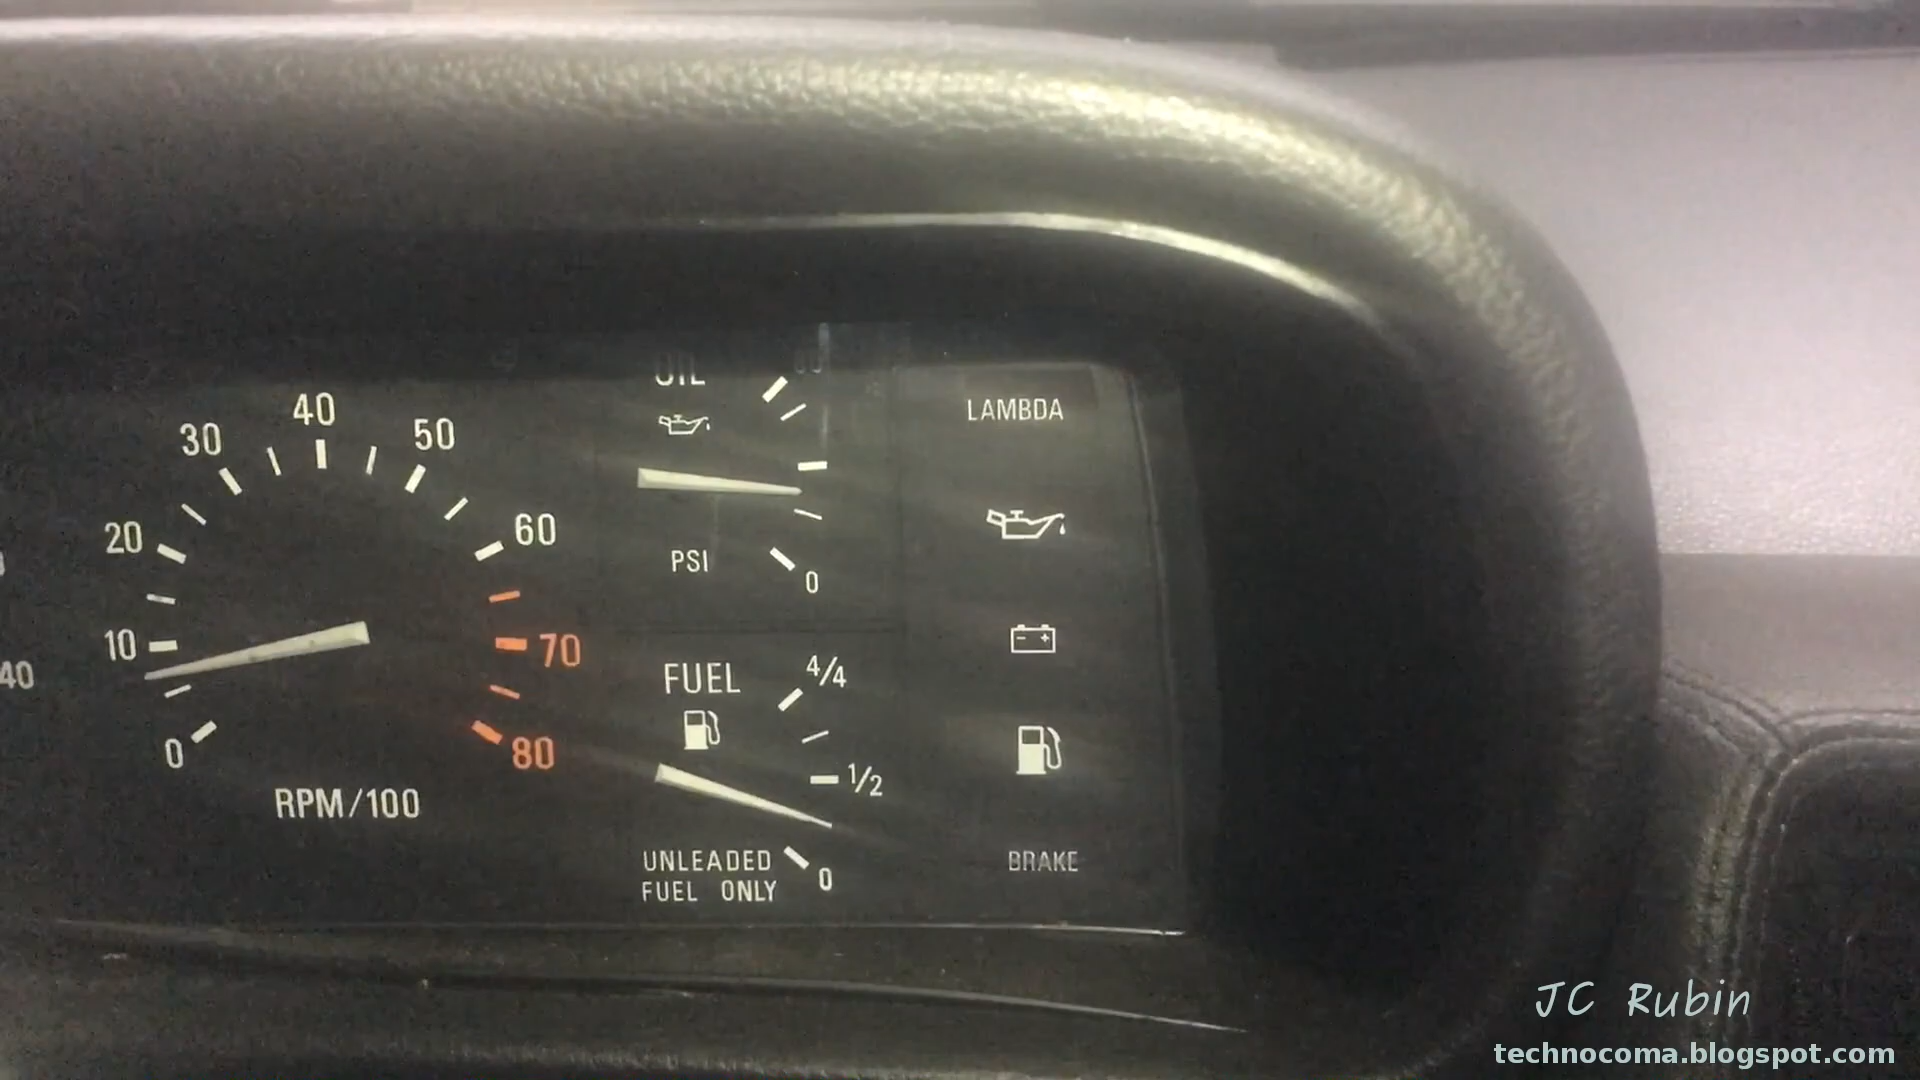 40
0
10
20
30
40
50
60
70
80
RPM/100
OIL
PSI
0
FUEL
4/4
1/2
0
UNLEADED
FUEL ONLY
LAMBDA
BRAKE
JC Rubin
technocoma.blogspot.com